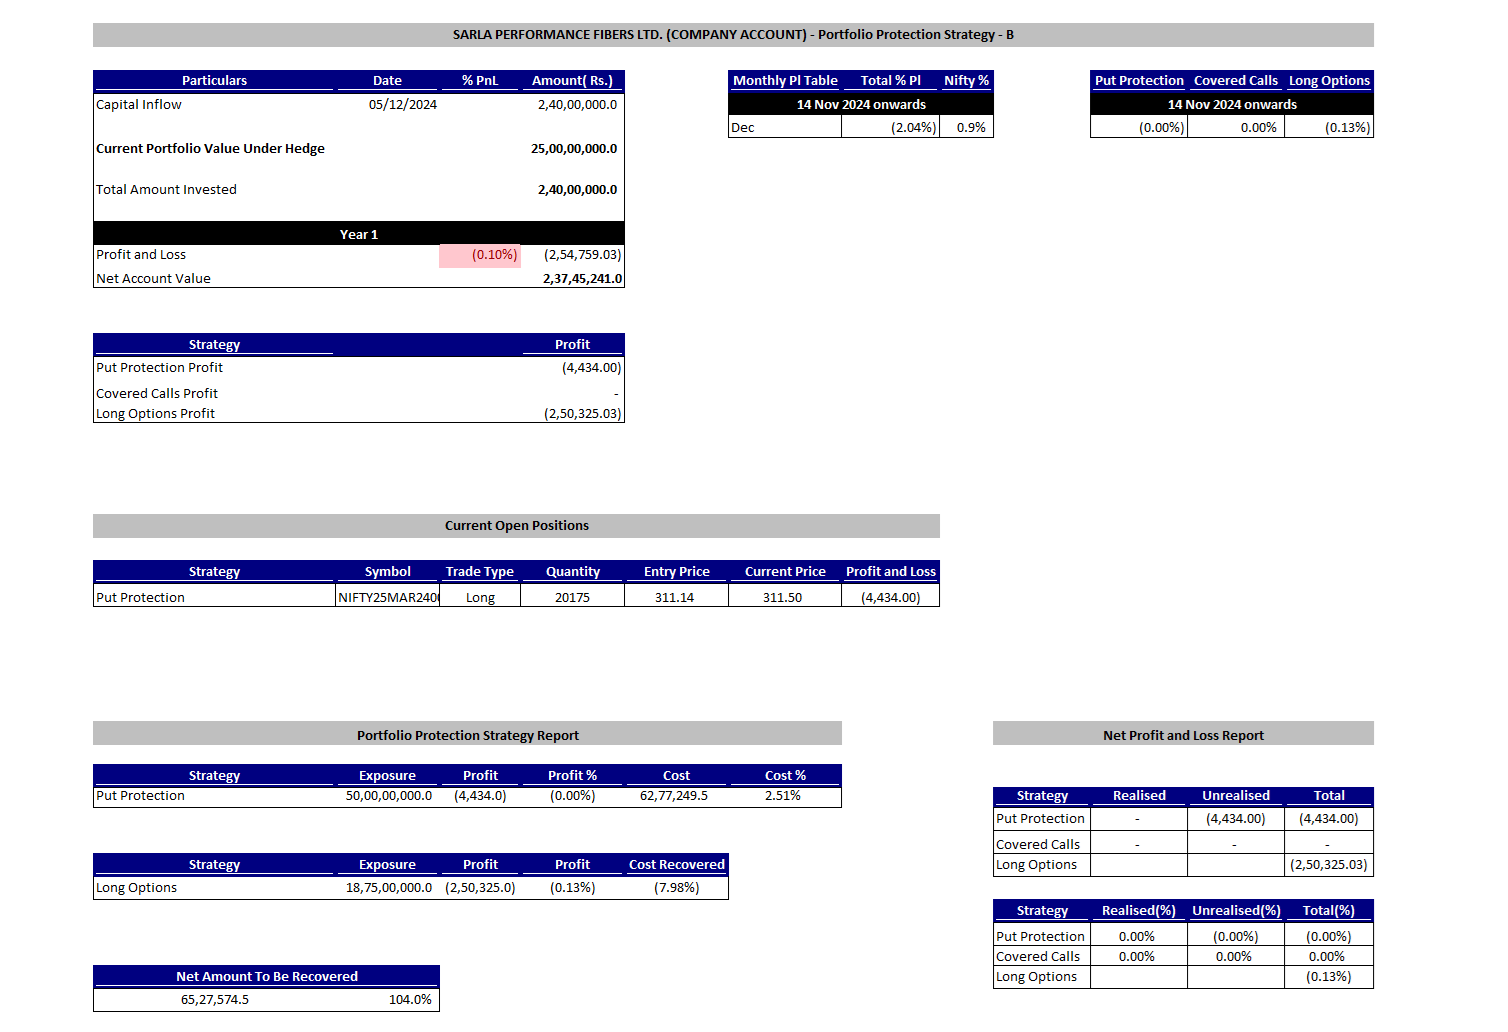 SARLA PERFORMANCE FIBERS LTD. (COMPANY ACCOUNT) - Portfolio Protection Strategy - B
Particulars Date % PnL Amount( Rs.)
Capital Inflow 05/12/2024 2,40,00,000.0
Current Portfolio Value Under Hedge 25,00,00,000.0
Total Amount Invested 2,40,00,000.0
Year 1
Profit and Loss (0.10%) (2,54,759.03)
Net Account Value 2,37,45,241.0
Monthly Pl Table Total % Pl Nifty %
14 Nov 2024 onwards
Dec (2.04%) 0.9%
Put Protection Covered Calls Long Options
14 Nov 2024 onwards
(0.00%) 0.00% (0.13%)
Strategy Profit
Put Protection Profit (4,434.00)
Covered Calls Profit -
Long Options Profit (2,50,325.03)
Current Open Positions
Strategy Symbol Trade Type Quantity Entry Price Current Price Profit and Loss
Put Protection NIFTY25MAR240 Long 20175 311.14 311.50 (4,434.00)
Portfolio Protection Strategy Report
Strategy Exposure Profit Profit % Cost Cost %
Put Protection 50,00,00,000.0 (4,434.0) (0.00%) 62,77,249.5 2.51%
Strategy Exposure Profit Profit Cost Recovered
Long Options 18,75,00,000.0 (2,50,325.0) (0.13%) (7.98%)
Net Amount To Be Recovered
65,27,574.5 104.0%
Net Profit and Loss Report
Strategy Realised Unrealised Total
Put Protection - (4,434.00) (4,434.00)
Covered Calls - - -
Long Options (2,50,325.03)
Strategy Realised(%) Unrealised(%) Total(%)
Put Protection 0.00% (0.00%) (0.00%)
Covered Calls 0.00% 0.00% 0.00%
Long Options (0.13%)